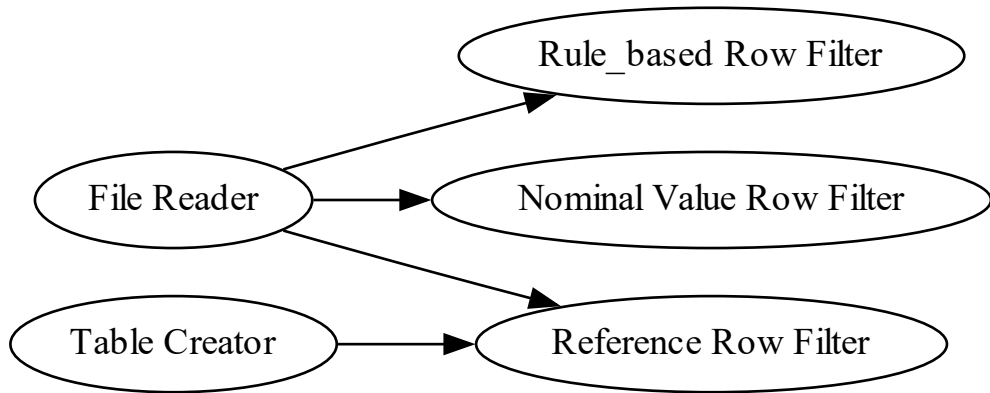 Rule_based Row Filter
File Reader
Nominal Value Row Filter
Table Creator
Reference Row Filter